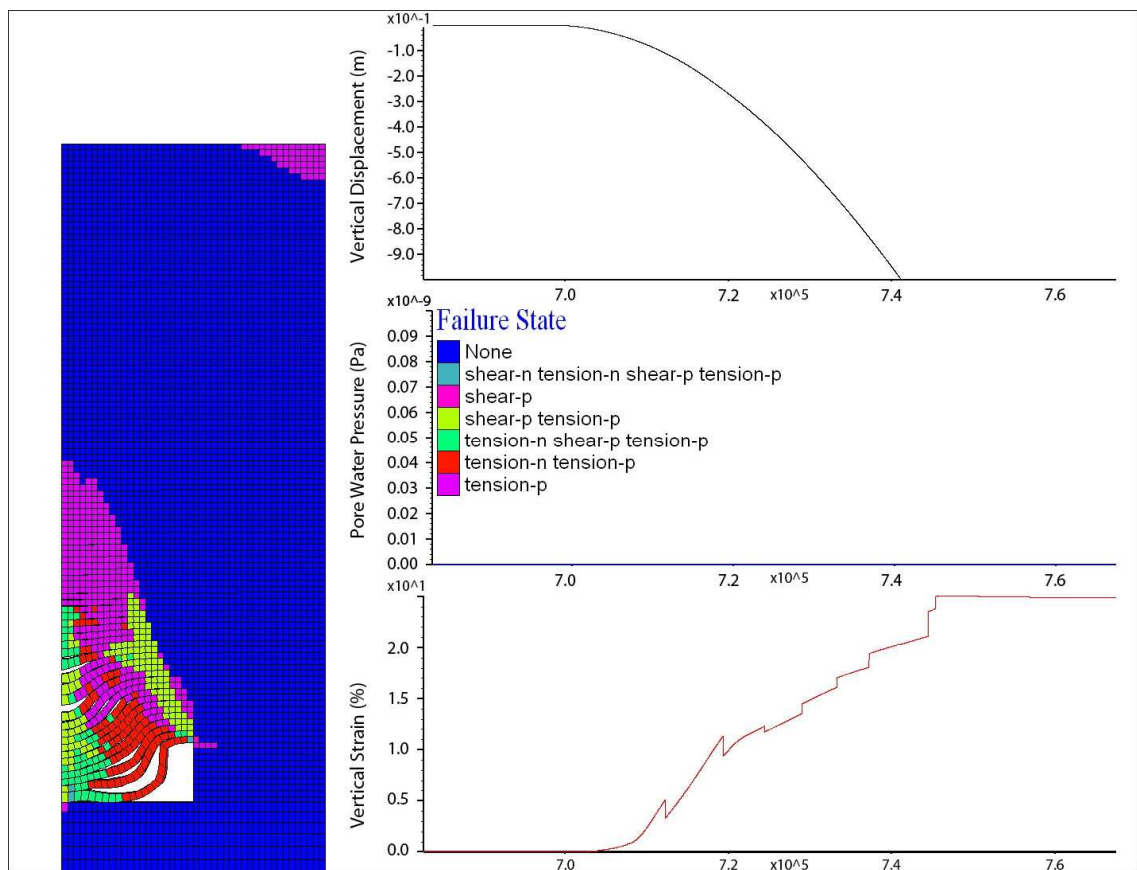 x10^-1
Vertical Displacement (m)
-1.0
-2.0
-3.0
-4.0
-5.0
-6.0
-7.0
-8.0
-9.0
7.0 7.2 x10^5 7.4 7.6
x10^-9
Pore Water Pressure (Pa)
0.09
0.08
0.07
0.06
0.05
0.04
0.03
0.02
0.01
0.00
Failure State
None
shear-n tension-n shear-p tension-p
shear-p
shear-p tension-p
tension-n shear-p tension-p
tension-n tension-p
tension-p
7.0 7.2 x10^5 7.4 7.6
x10^1
Vertical Strain (%)
2.0
1.5
1.0
0.5
0.0
7.0 7.2 x10^5 7.4 7.6